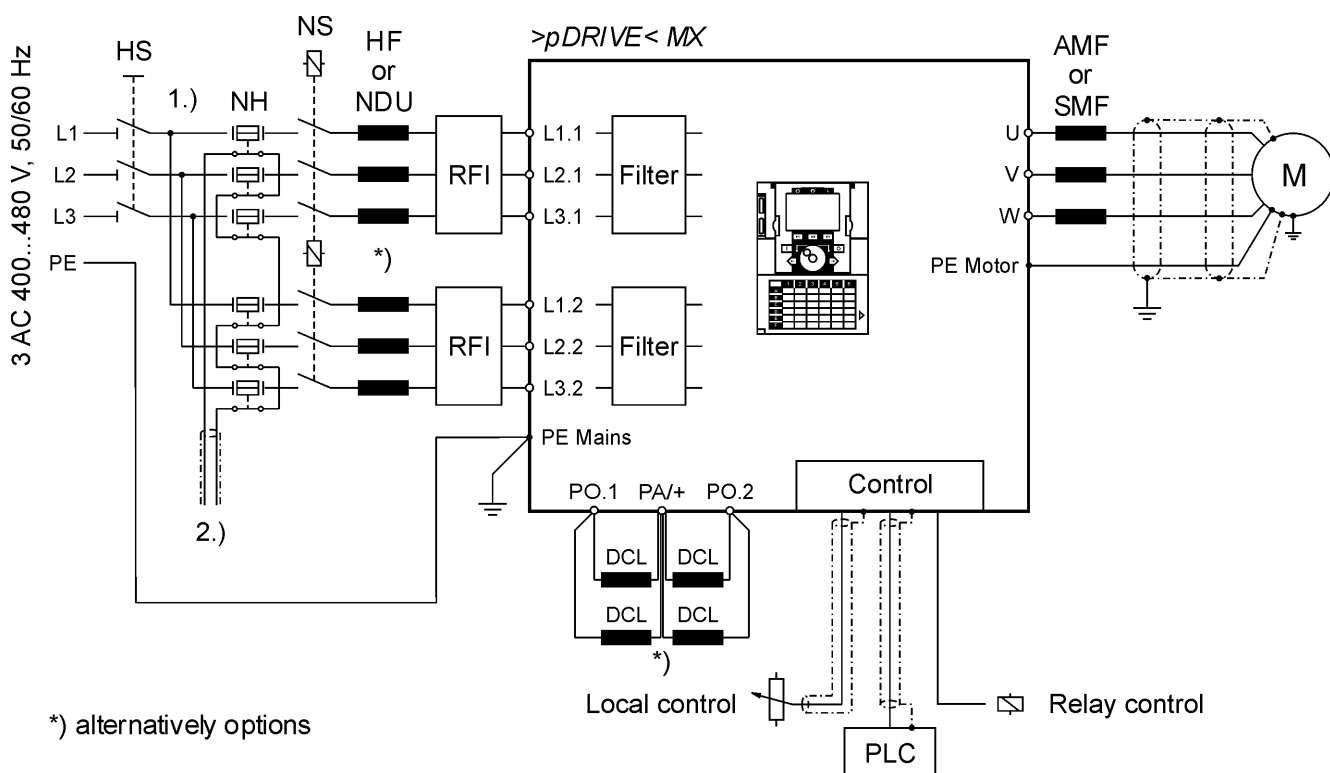 3 AC 400...480 V, 50/60 Hz
HS
NS
HF
or
NDU
>pDRIVE< MX
AMF
or
SMF
1.)
NH
L1
L2
L3
PE
RFI
L1.1
L2.1
L3.1
Filter
U
V
W
PE Motor
M
*)
RFI
L1.2
L2.2
L3.2
Filter
PE Mains
2.)
PO.1
PA/+
PO.2
Control
DCL
DCL
DCL
DCL
*)
Local control
Relay control
PLC
*) alternatively options